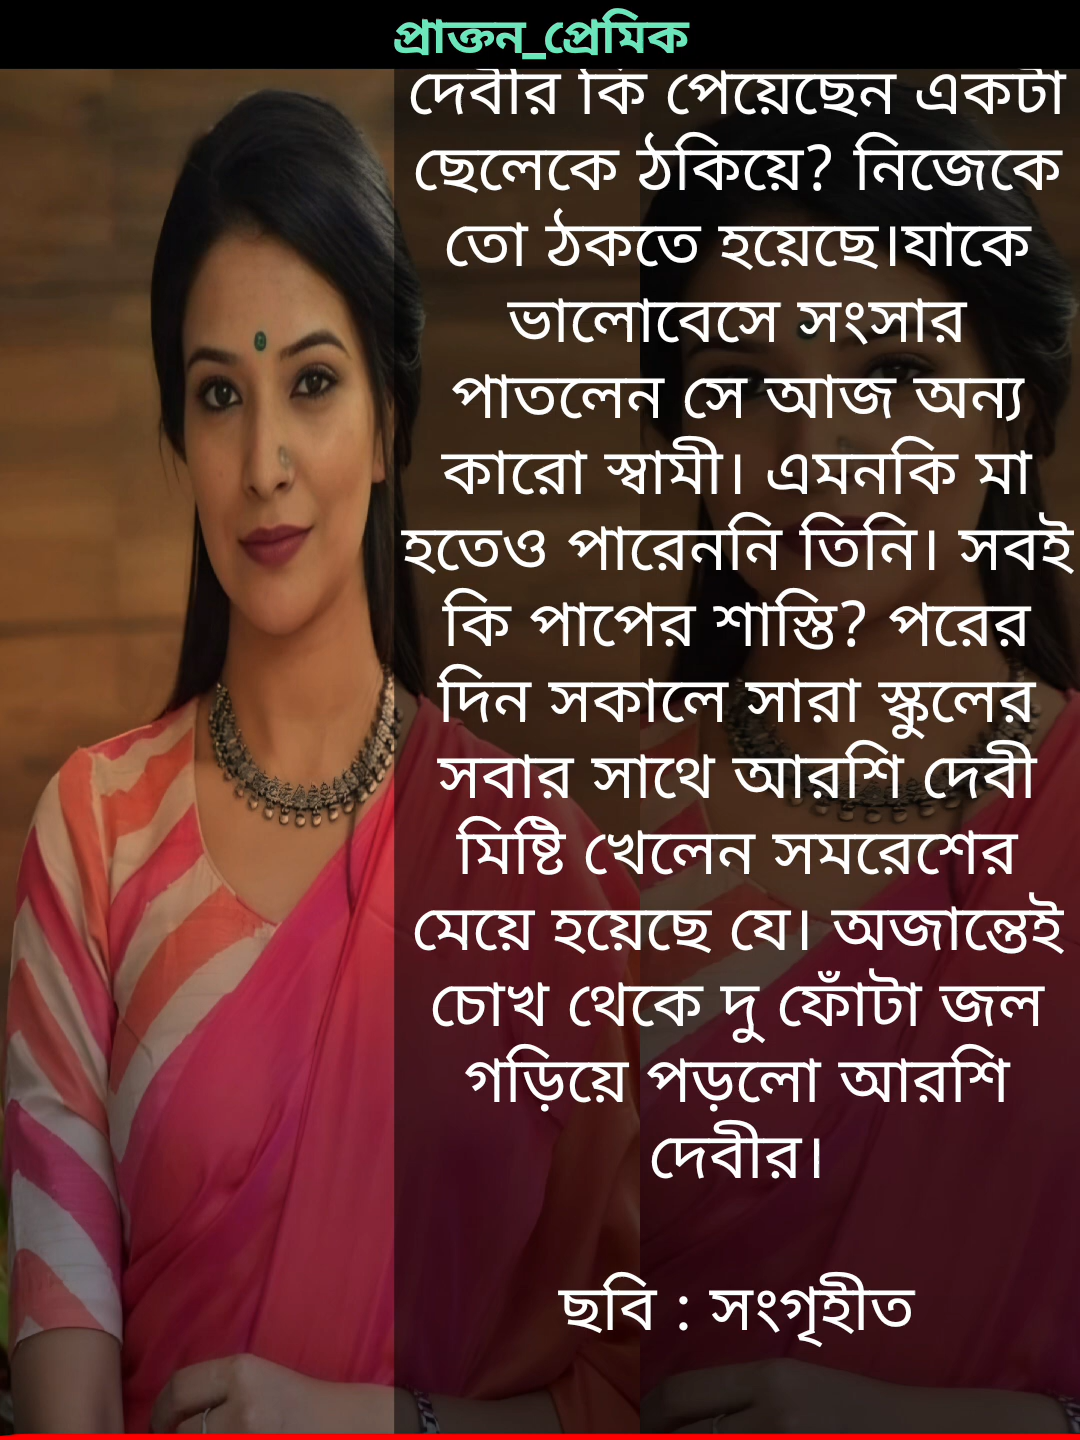 প্রাক্তন_প্রেমিক
দেবীর কি পেয়েছেন একটা
ছেলেকে ঠকিয়ে? নিজেকে
তো ঠকতে হয়েছে।যাকে
ভালোবেসে সংসার
পাতলেন সে আজ অন্য
কারো স্বামী। এমনকি মা
হতেও পারেননি তিনি। সবই
কি পাপের শাস্তি? পরের
দিন সকালে সারা স্কুলের
সবার সাথে আরশি দেবী
মিষ্টি খেলেন সমরেশের
মেয়ে হয়েছে যে। অজান্তেই
চোখ থেকে দু ফোঁটা জল
গড়িয়ে পড়লো আরশি
দেবীর।
ছবি : সংগৃহীত